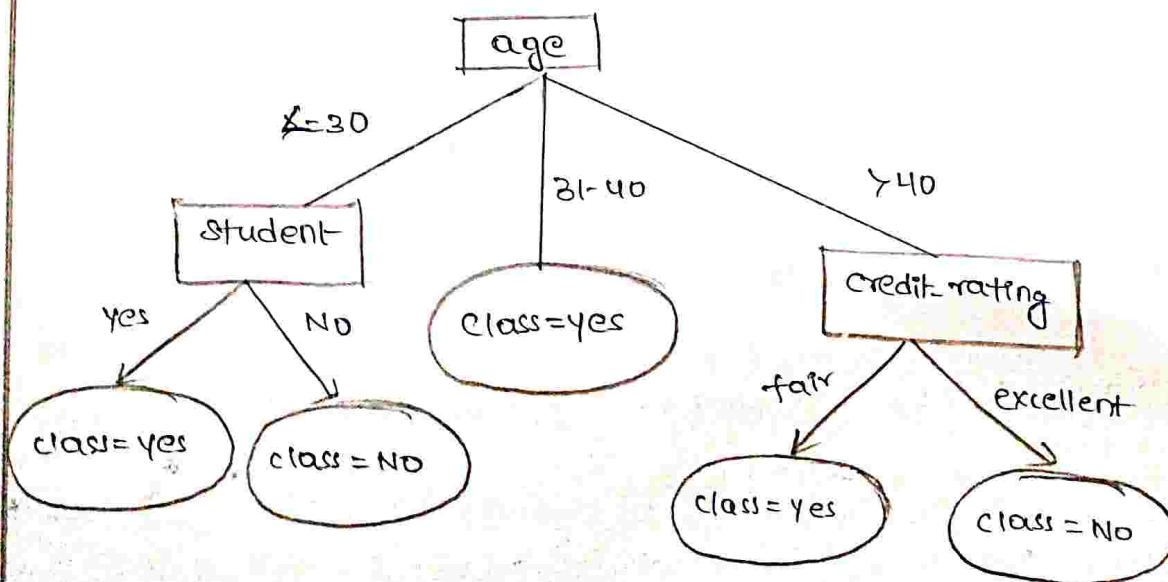 age
<=30
31-40
>40
student
credit-rating
yes
NO
class=yes
fair
excellent
class=yes
class=NO
class=yes
class=NO